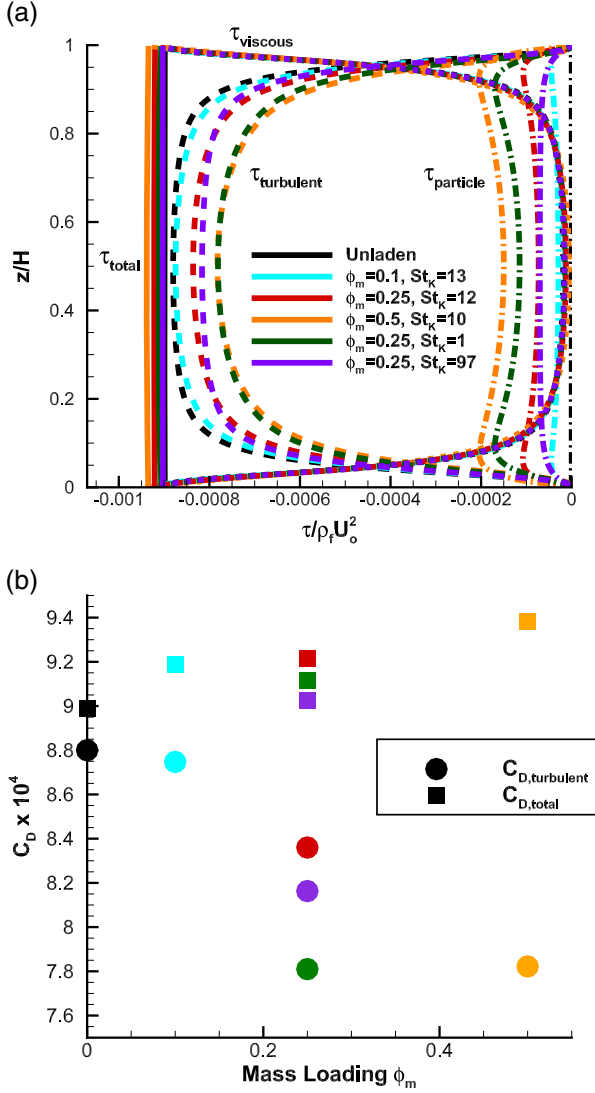 (a)
τviscous
1
0.8
0.6
0.4
0.2
0
z/H
τturbulent
τparticle
τtotal
Unladen
ϕm=0.1, StK=13
ϕm=0.25, StK=12
ϕm=0.5, StK=10
ϕm=0.25, StK=1
ϕm=0.25, StK=97
-0.001 -0.0008 -0.0006 -0.0004 -0.0002 0
τ/ρfUo2
(b)
9.4
9.2
9
8.8
8.6
8.4
8.2
8
7.8
7.6
CD x 104
CD,turbulent
CD,total
0 0.2 0.4
Mass Loading ϕm